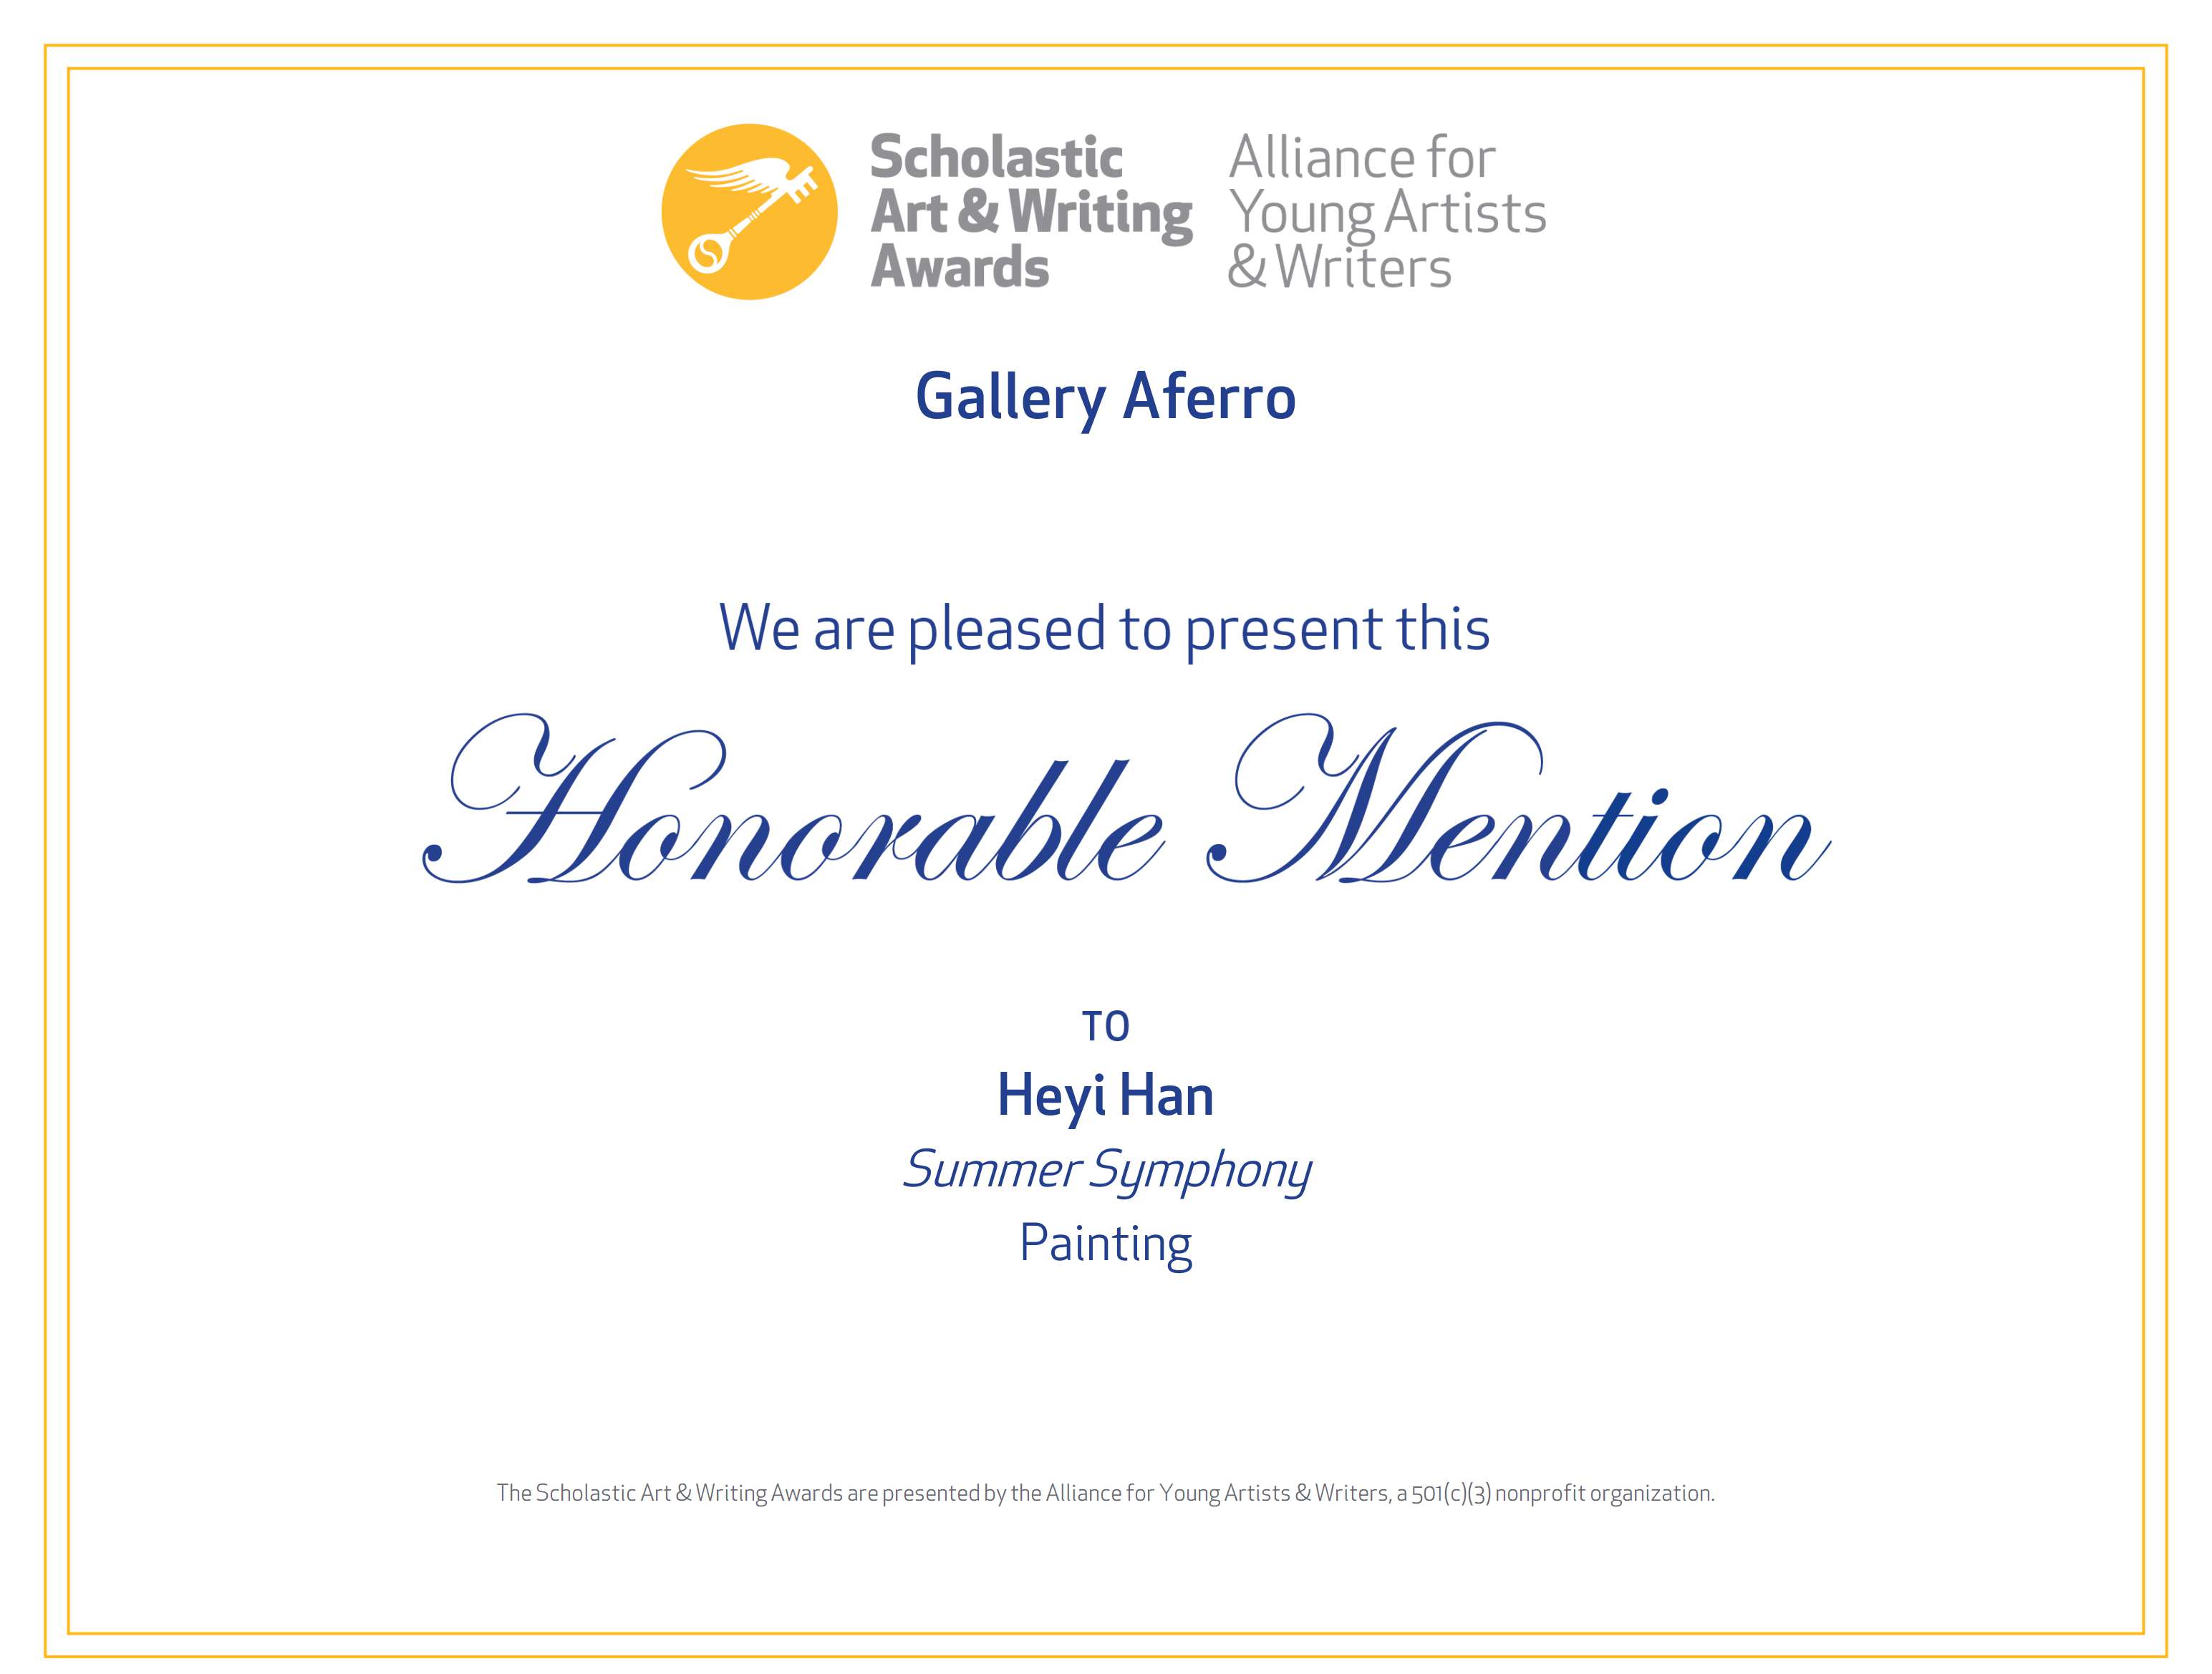 Scholastic
Art & Writing
Awards
Alliance for
Young Artists
& Writers
Gallery Aferro
We are pleased to present this
Honorable Mention
TO
Heyi Han
Summer Symphony
Painting
The Scholastic Art & Writing Awards are presented by the Alliance for Young Artists & Writers, a 501(c)(3) nonprofit organization.